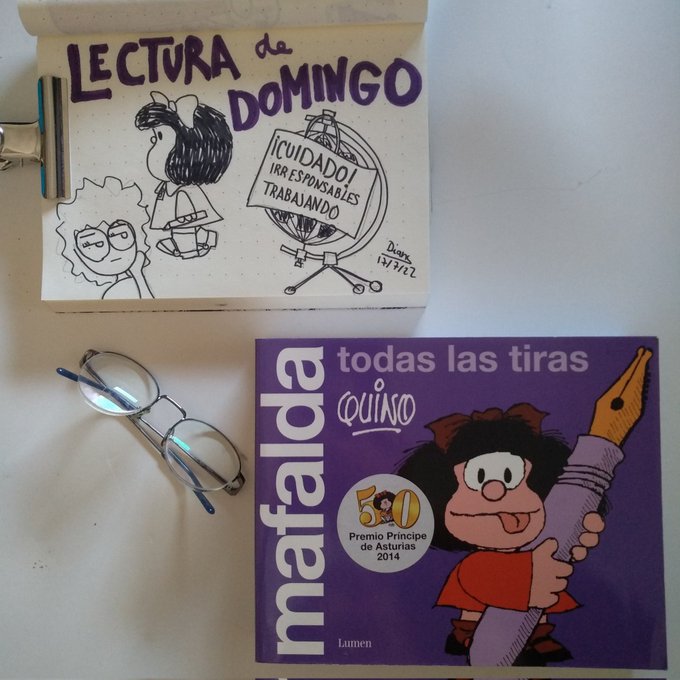 LECTURA de
DOMINGO
¡CUIDADO!
IRRESPONSABLES
TRABAJANDO
17/7/22
mafalda
todas las tiras
QUINO
50
Premio Príncipe
de Asturias
2014
Lumen